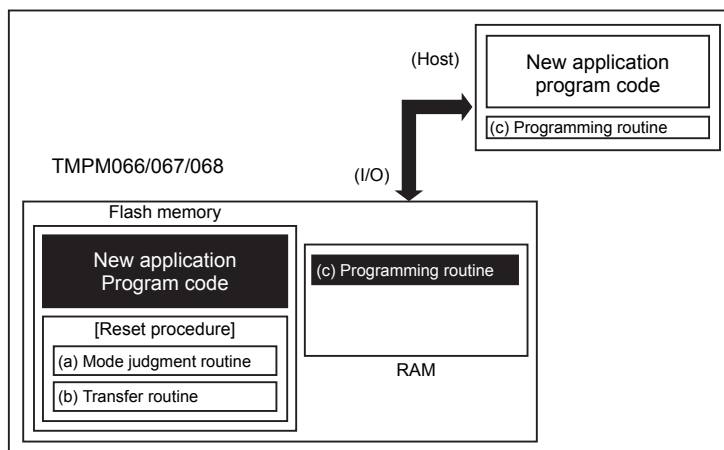 (Host)
New application
program code
(c) Programming routine
TMPM066/067/068
(I/O)
Flash memory
New application
Program code
(c) Programming routine
[Reset procedure]
(a) Mode judgment routine
(b) Transfer routine
RAM